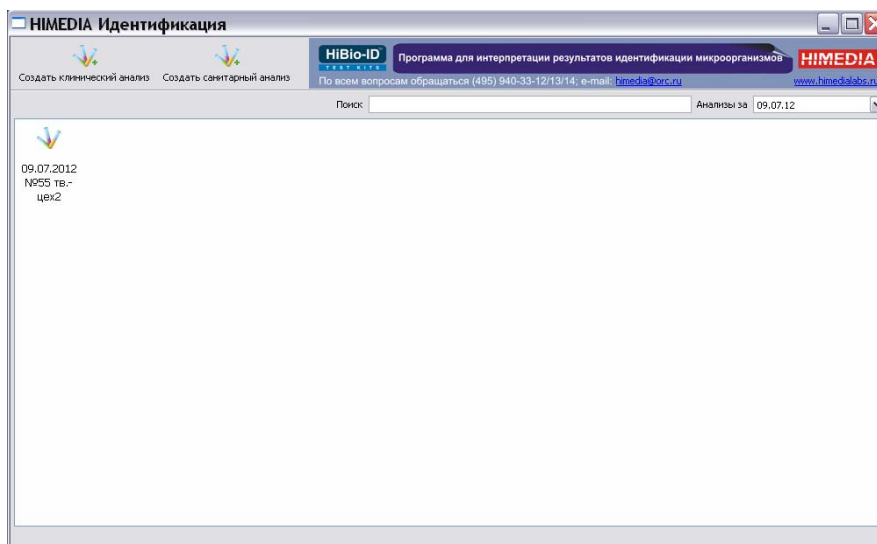 HIMEDIA Идентификация
Создать клинический анализ
Создать санитарный анализ
HiBio-ID
TEST KITS
Программа для интерпретации результатов идентификации микроорганизмов
HIMEDIA
По всем вопросам обращаться (495) 940-33-12/13/14; e-mail: himedia@orc.ru
www.himedialabs.ru
Поиск
Анализы за 09.07.12
09.07.2012
№55 тв.-
цех2